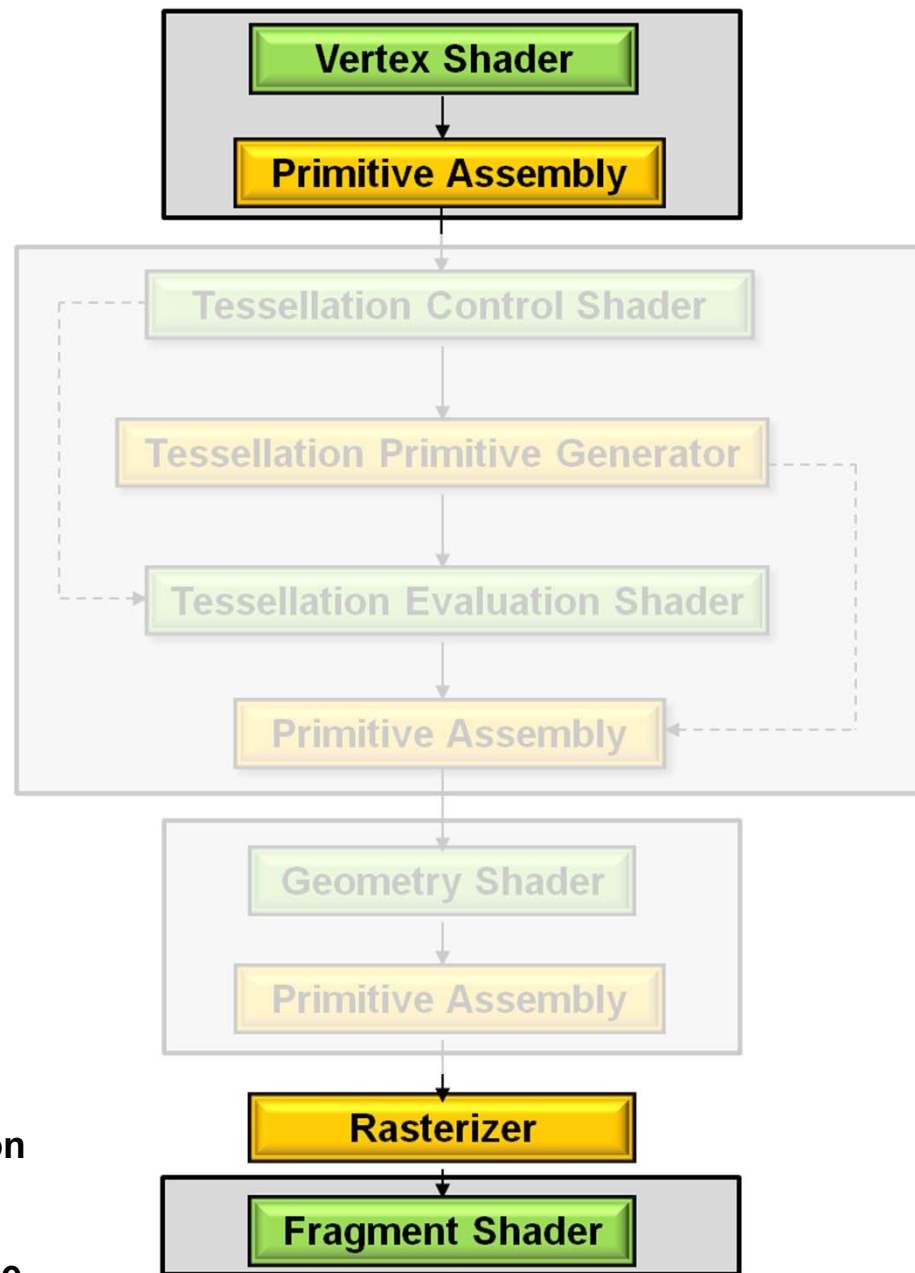 Vertex Shader
Primitive Assembly
Tessellation Control Shader
Tessellation Primitive Generator
Tessellation Evaluation Shader
Primitive Assembly
Geometry Shader
Primitive Assembly
Rasterizer
Fragment Shader